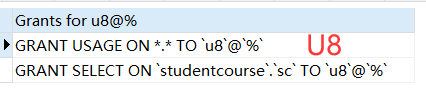 Grants for u8@%
GRANT USAGE ON *.* TO `u8`@`%`
U8
GRANT SELECT ON `studentcourse`.`sc` TO `u8`@`%`